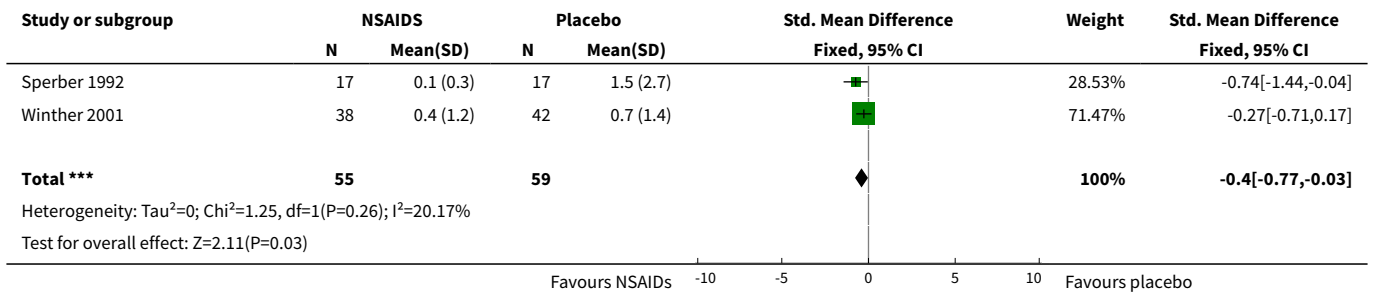 Study or subgroup NSAIDS Placebo Std. Mean Difference Weight Std. Mean Difference
N Mean(SD) N Mean(SD) Fixed, 95% CI Fixed, 95% CI
Sperber 1992 17 0.1 (0.3) 17 1.5 (2.7) 28.53% -0.74[-1.44,-0.04]
Winther 2001 38 0.4 (1.2) 42 0.7 (1.4) 71.47% -0.27[-0.71,0.17]
Total *** 55 59 100% -0.4[-0.77,-0.03]
Heterogeneity: Tau²=0; Chi²=1.25, df=1(P=0.26); I²=20.17%
Test for overall effect: Z=2.11(P=0.03)
Favours NSAIDs -10 -5 0 5 10 Favours placebo